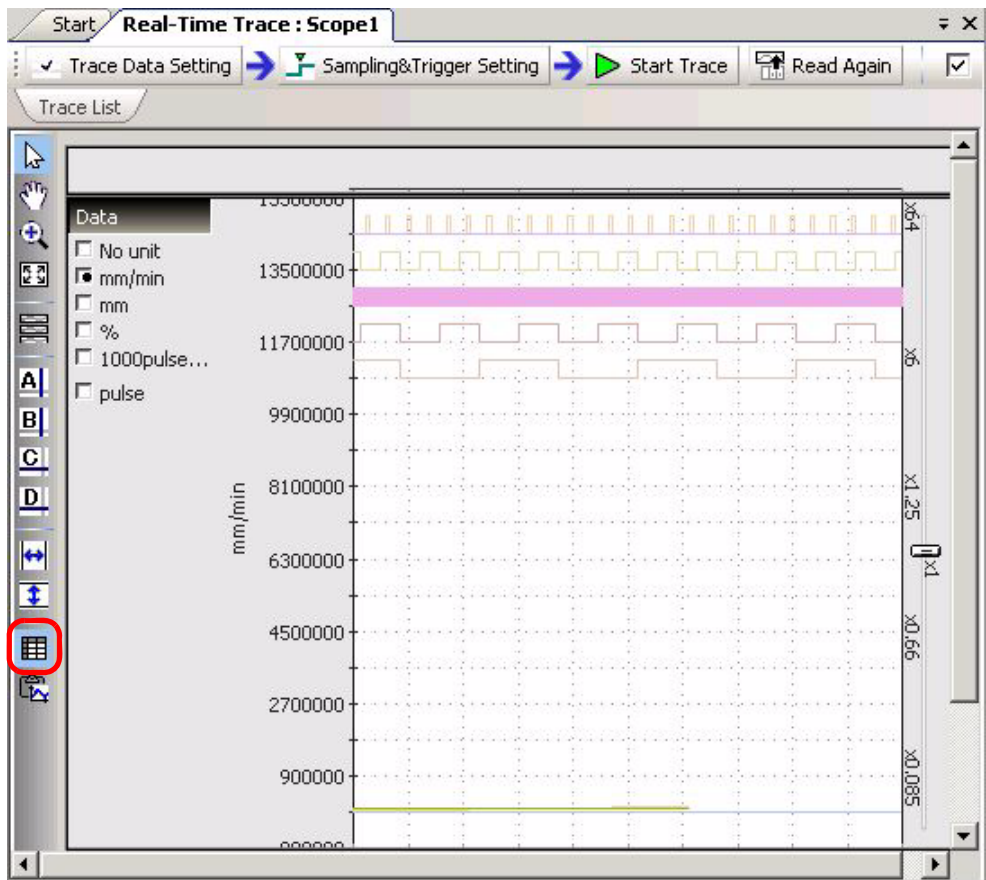 Start Real-Time Trace : Scope1
Trace Data Setting Sampling&Trigger Setting Start Trace Read Again
Trace List
Data
No unit
mm/min
mm
%
1000pulse...
pulse
mm/min
13500000
11700000
9900000
8100000
6300000
4500000
2700000
900000
x64
x6
x1.25
x1
x0.66
x0.085
A
B
C
D